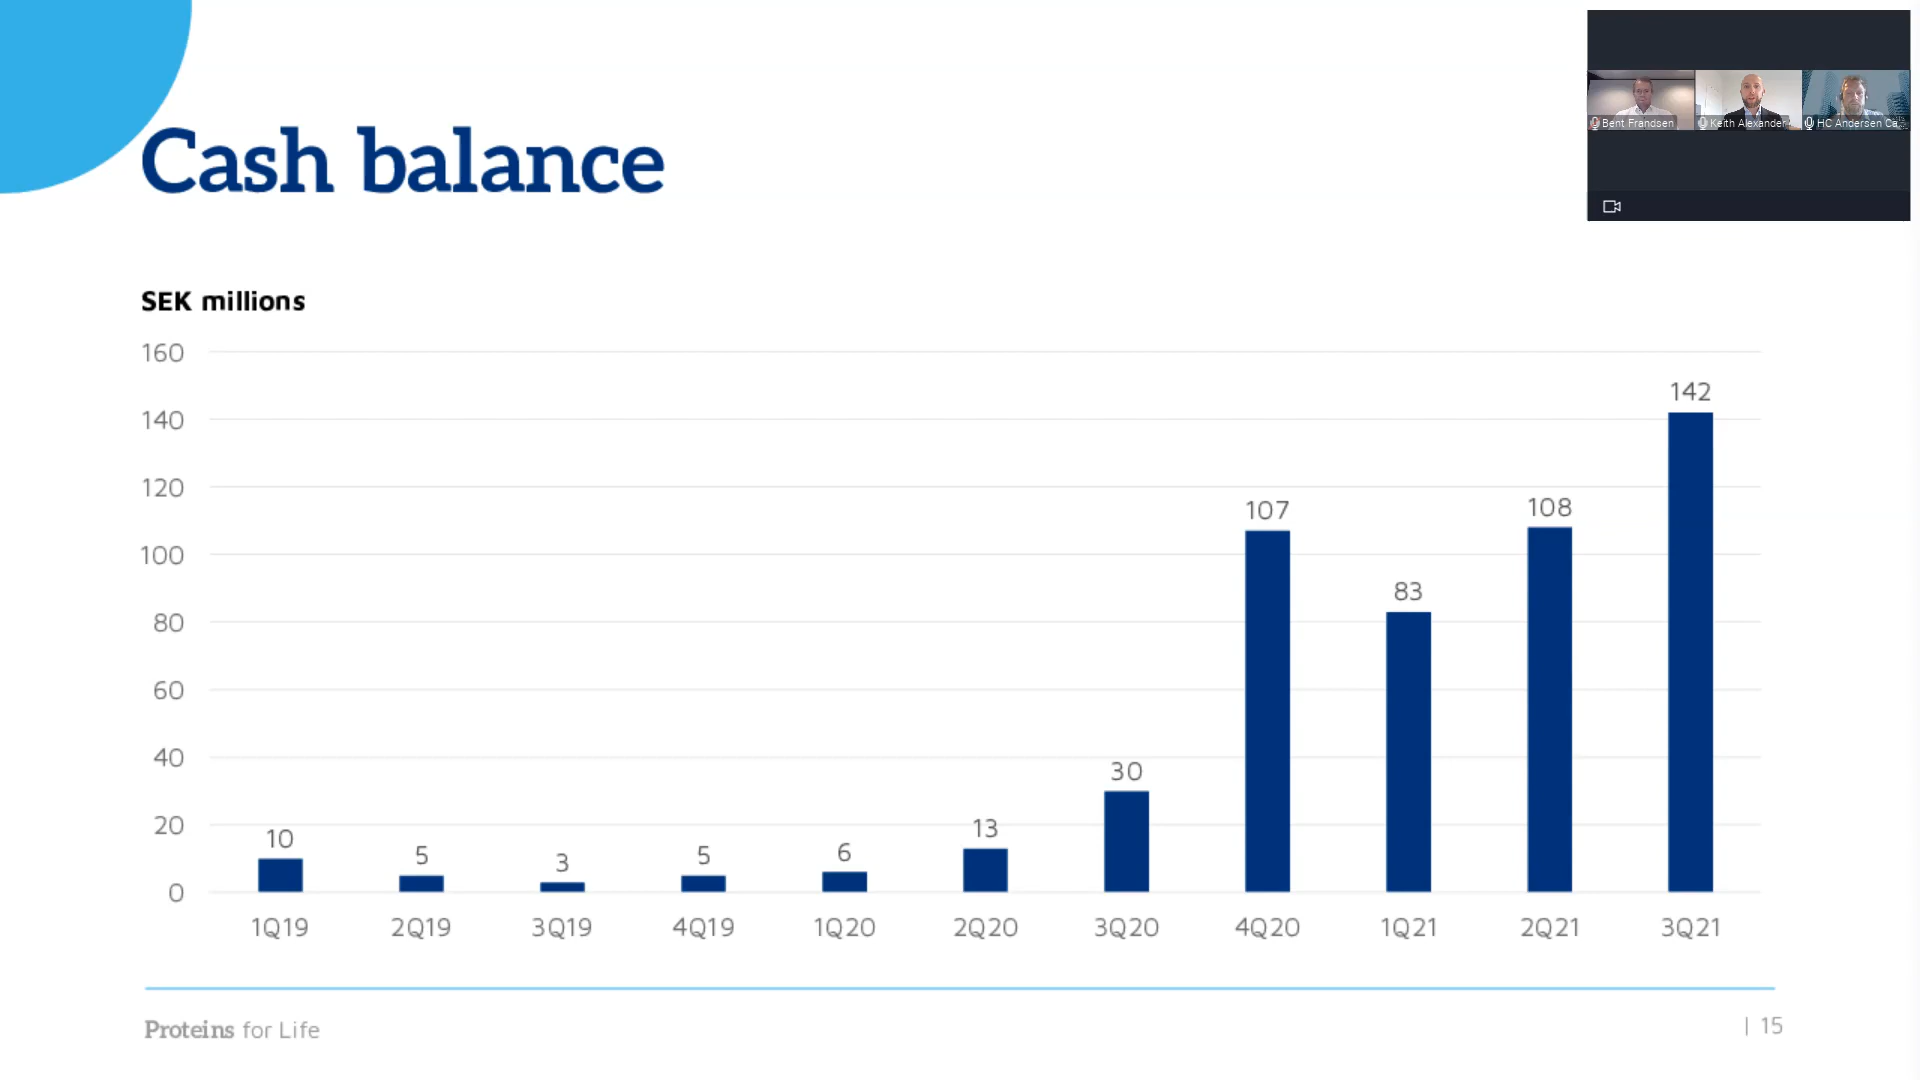 Cash balance
Bent Frandsen
Keith Alexander
HC Andersen Ca...
SEK millions
160
140
120
100
80
60
40
20
0
10
5
3
5
6
13
30
107
83
108
142
1Q19
2Q19
3Q19
4Q19
1Q20
2Q20
3Q20
4Q20
1Q21
2Q21
3Q21
Proteins for Life
| 15